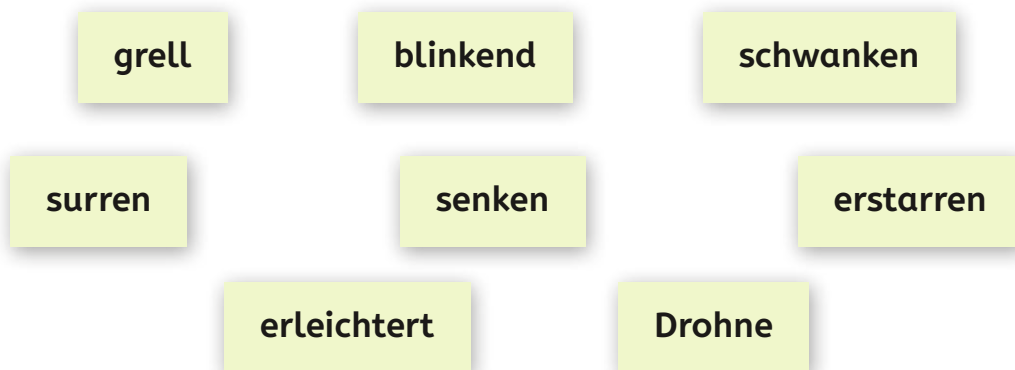 grell blinkend schwanken
surren senken erstarren
erleichtert Drohne